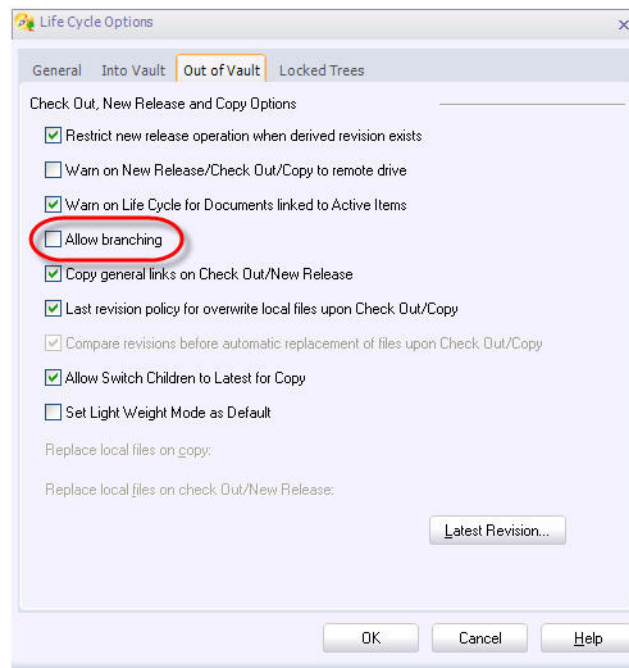 Life Cycle Options
General Into Vault Out of Vault Locked Trees
Check Out, New Release and Copy Options
Restrict new release operation when derived revision exists
Warn on New Release/Check Out/Copy to remote drive
Warn on Life Cycle for Documents linked to Active Items
Allow branching
Copy general links on Check Out/New Release
Last revision policy for overwrite local files upon Check Out/Copy
Compare revisions before automatic replacement of files upon Check Out/Copy
Allow Switch Children to Latest for Copy
Set Light Weight Mode as Default
Replace local files on copy:
Replace local files on check Out/New Release:
Latest Revision...
OK Cancel Help